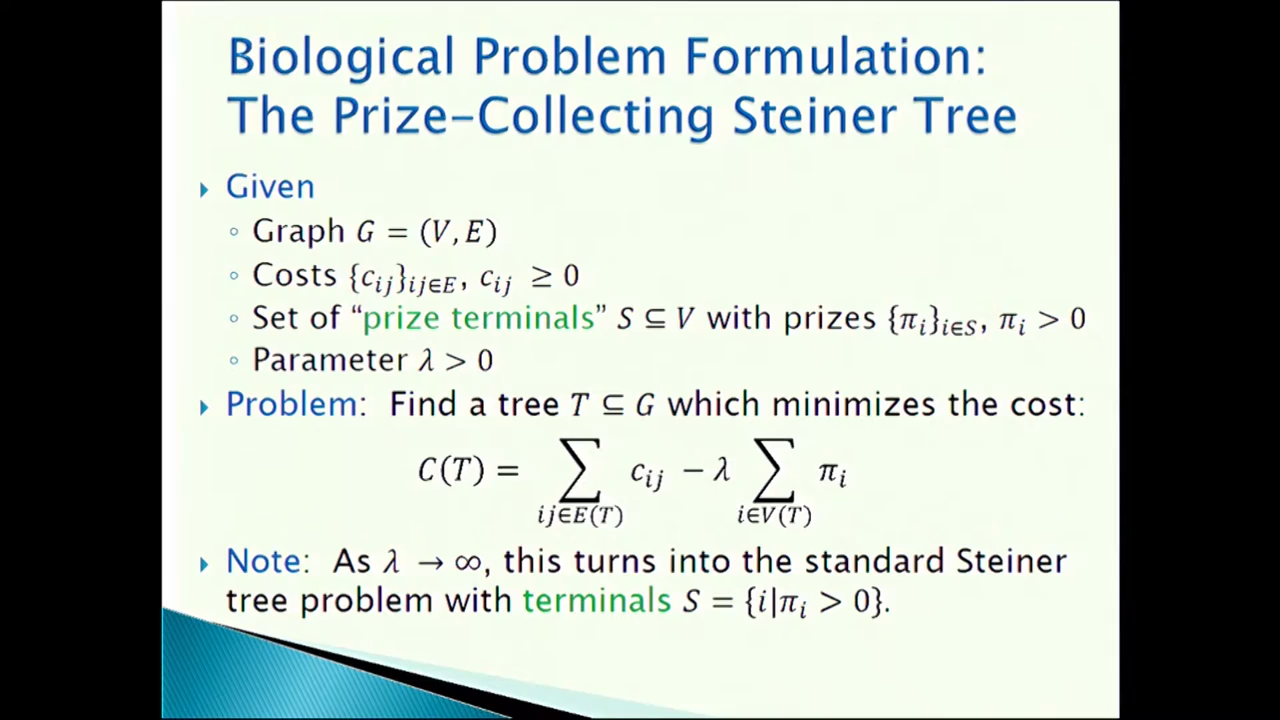 Biological Problem Formulation:
The Prize-Collecting Steiner Tree
Given
Graph G = (V, E)
Costs {c_ij}_ij∈E, c_ij ≥ 0
Set of “prize terminals” S ⊆ V with prizes {π_i}_i∈S, π_i > 0
Parameter λ > 0
Problem: Find a tree T ⊆ G which minimizes the cost:
C(T) = ∑_{ij∈E(T)} c_ij − λ ∑_{i∈V(T)} π_i
Note: As λ → ∞, this turns into the standard Steiner
tree problem with terminals S = {i|π_i > 0}.